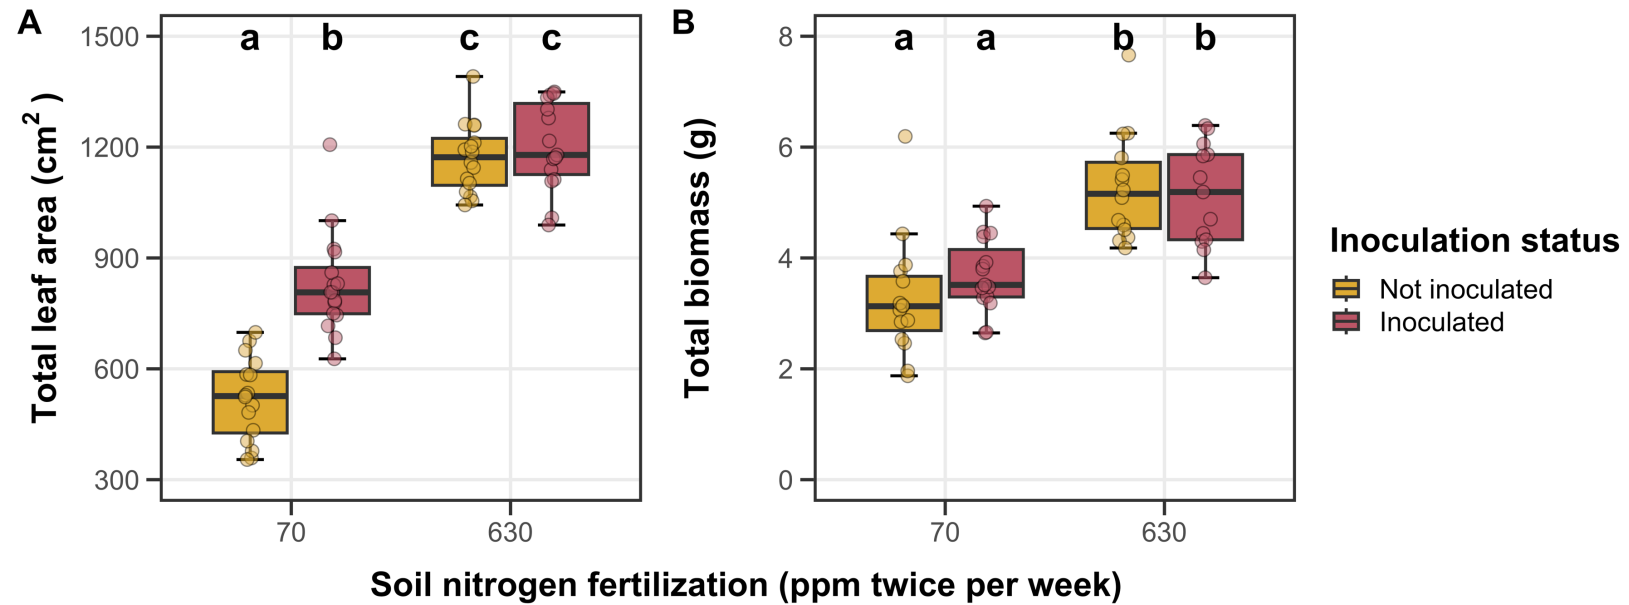 A
Total leaf area (cm²)
1500
1200
900
600
300
a b c c
70 630
B
Total biomass (g)
8
6
4
2
0
a a b b
70 630
Soil nitrogen fertilization (ppm twice per week)
Inoculation status
Not inoculated
Inoculated